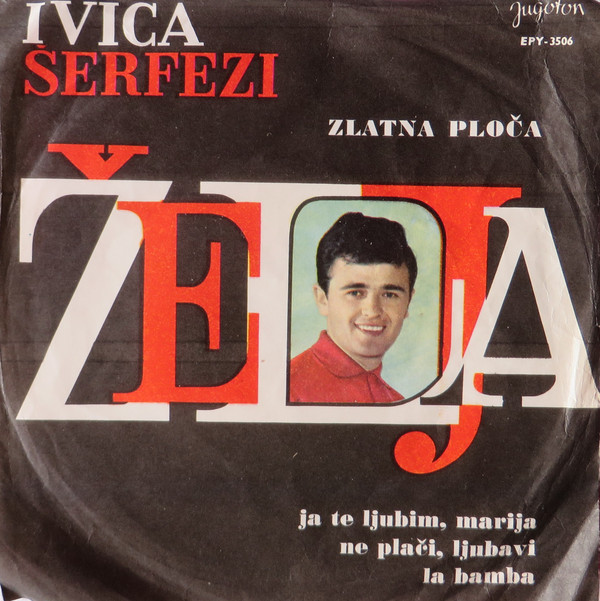 IVICA
ŠERFEZI
Jugoton
EPY-3506
ZLATNA PLOČA
ŽELJA
ja te ljubim, marija
ne plači, ljubavi
la bamba